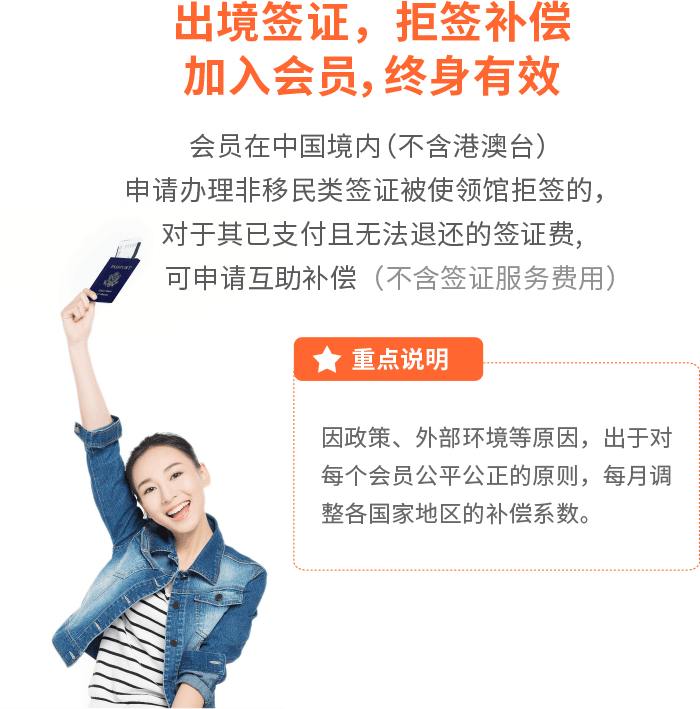 出境签证，拒签补偿
加入会员，终身有效
会员在中国境内（不含港澳台）
申请办理非移民类签证被使领馆拒签的，
对于其已支付且无法退还的签证费，
可申请互助补偿（不含签证服务费用）
PASSPORT
重点说明
因政策、外部环境等原因，出于对
每个会员公平公正的原则，每月调
整各国家地区的补偿系数。